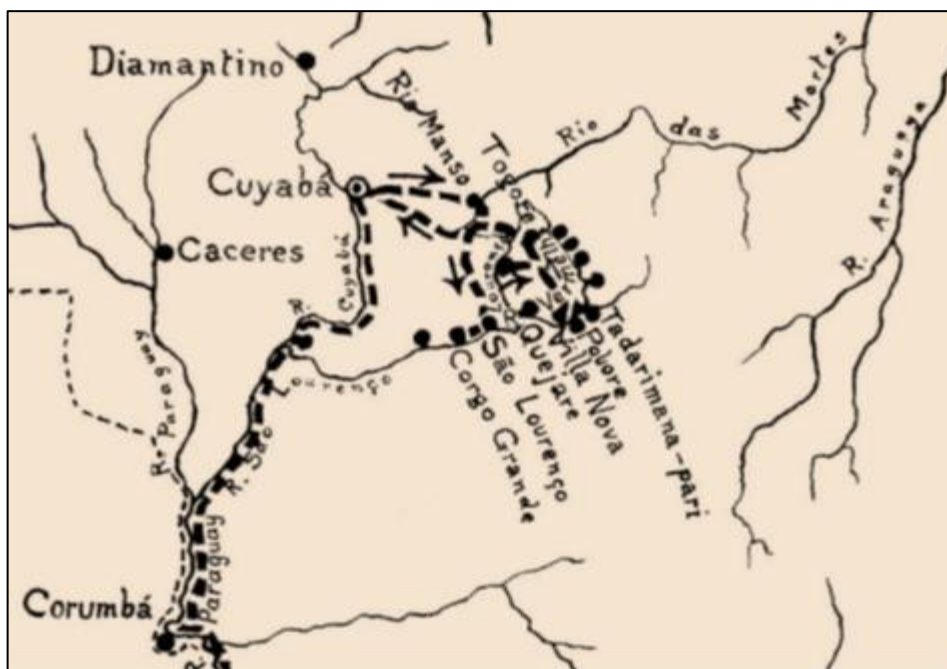 Diamantino
Rio Manso
Rio das Mortes
R. Araguaya
Cuyabá
Caceres
R. Cuyabá
R. Paraguay
R. São Lourenço
Corgo Grande
São Lourenço
Quejare
Villa Nova
Pobore
Tadarimana-pari
Corumbá
Paraguay
R.